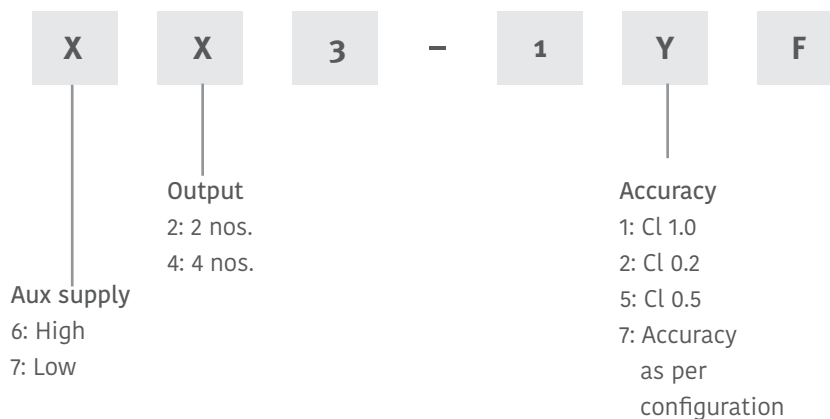 X X 3 – 1 Y F
Output
2: 2 nos.
4: 4 nos.
Aux supply
6: High
7: Low
Accuracy
1: Cl 1.0
2: Cl 0.2
5: Cl 0.5
7: Accuracy
as per
configuration